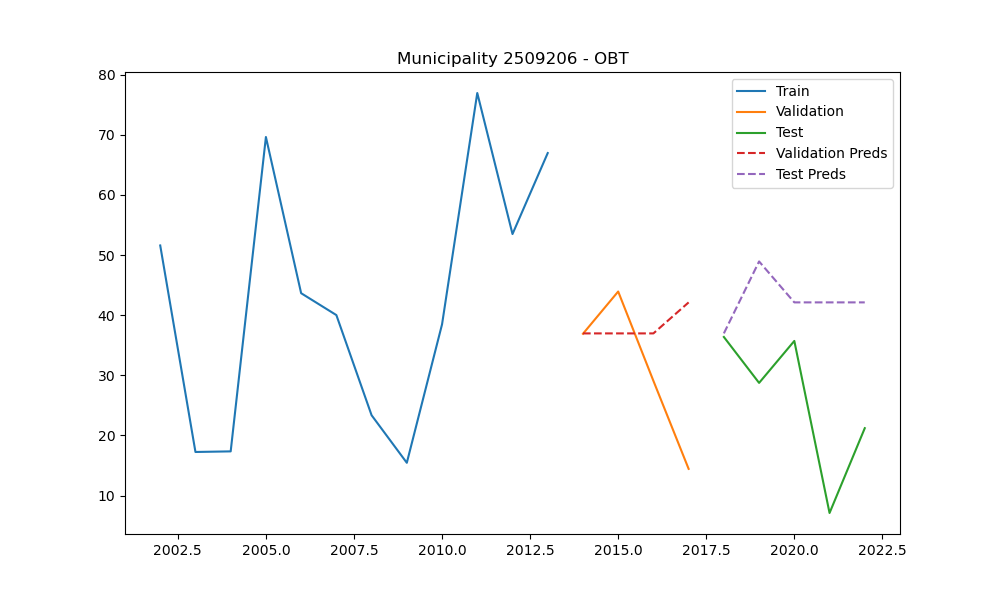 Municipality 2509206 - OBT
80
70
60
50
40
30
20
10
2002.5 2005.0 2007.5 2010.0 2012.5 2015.0 2017.5 2020.0 2022.5
Train
Validation
Test
Validation Preds
Test Preds